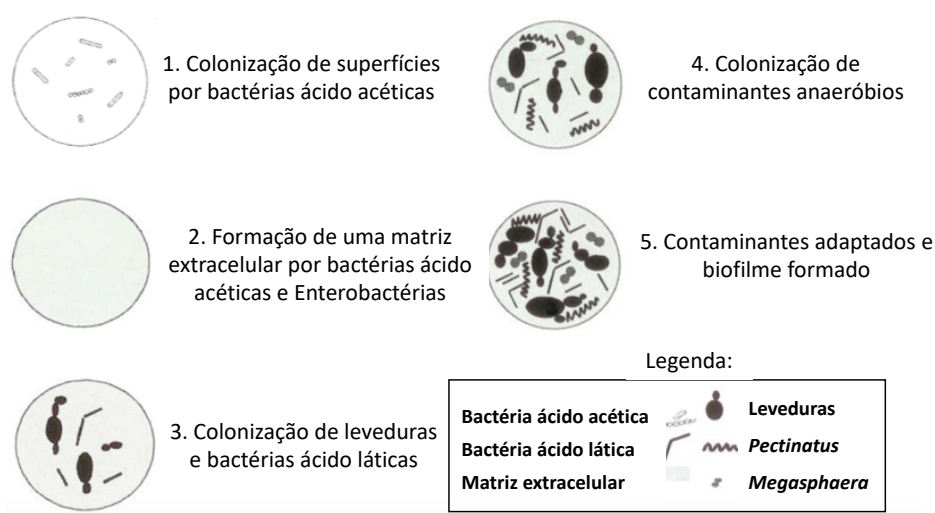 1. Colonização de superfícies
por bactérias ácido acéticas
2. Formação de uma matriz
extracelular por bactérias ácido
acéticas e Enterobactérias
3. Colonização de leveduras
e bactérias ácido láticas
4. Colonização de
contaminantes anaeróbios
5. Contaminantes adaptados e
biofilme formado
Legenda:
Bactéria ácido acética
Bactéria ácido lática
Matriz extracelular
Leveduras
Pectinatus
Megasphaera